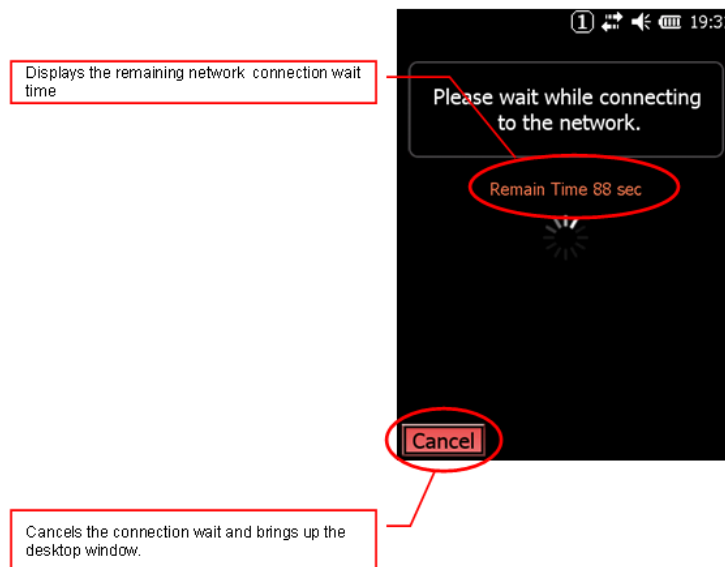 1 19:3
Displays the remaining network connection wait
time
Please wait while connecting
to the network.
Remain Time 88 sec
Cancel
Cancels the connection wait and brings up the
desktop window.